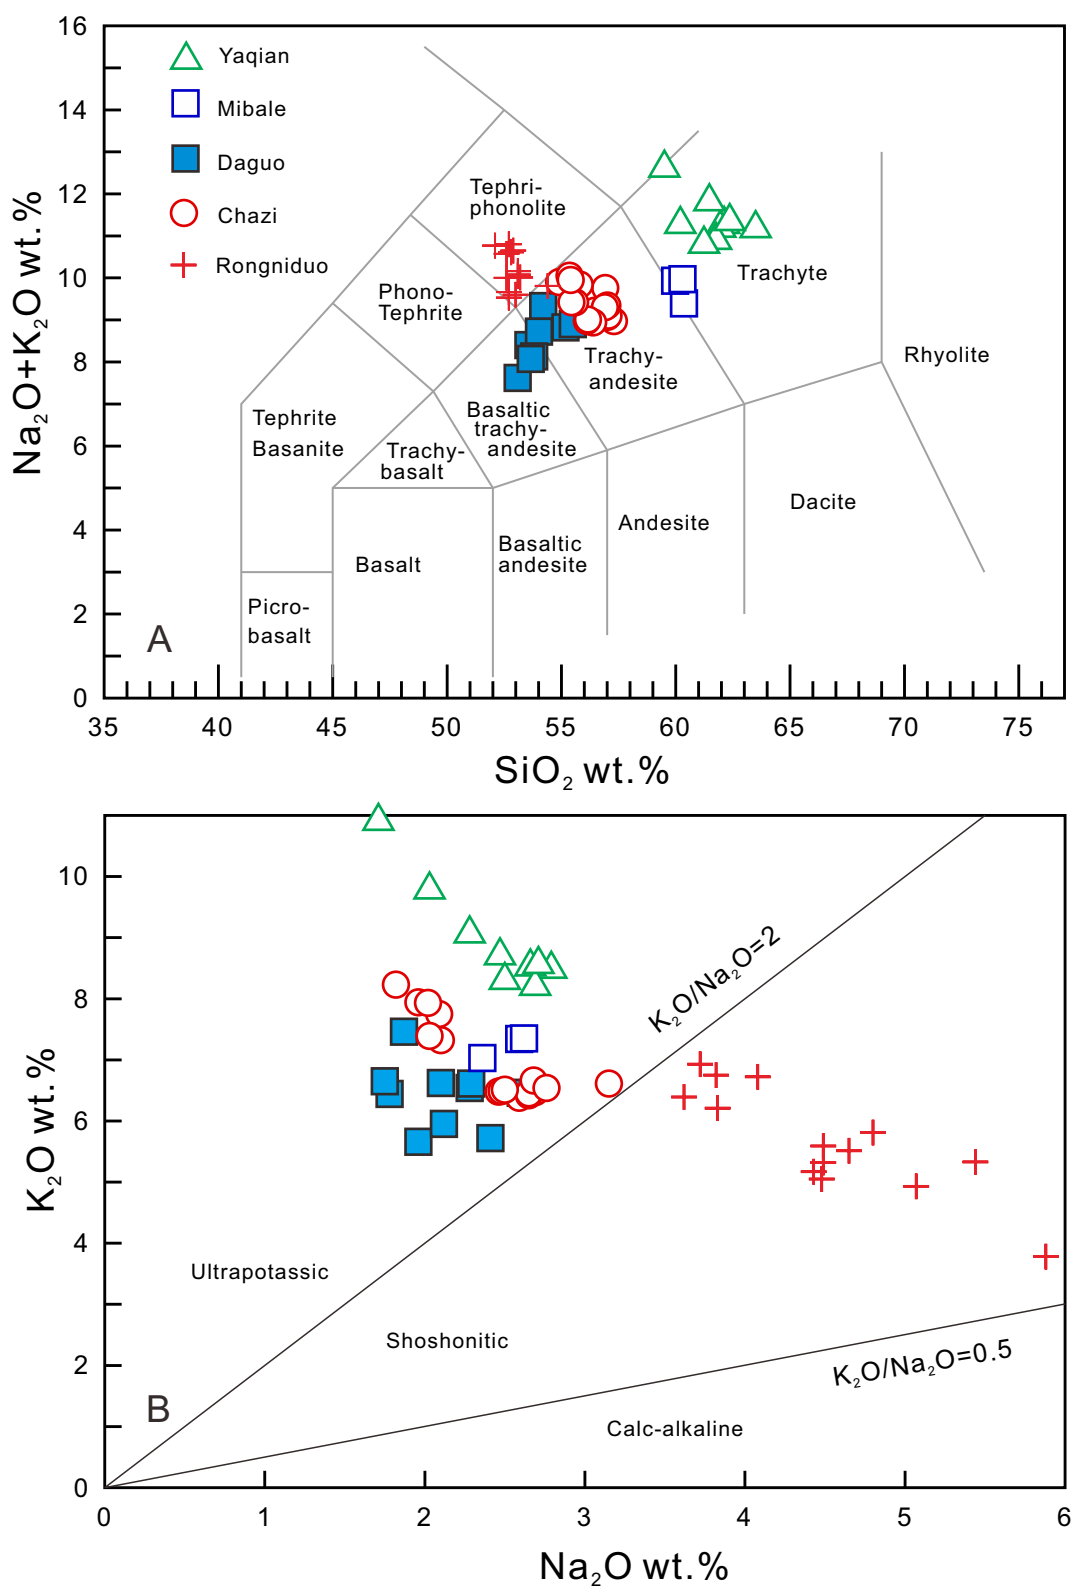 16
14
12
10
8
6
4
2
0
Na₂O+K₂O wt.%
Yaqian
Mibale
Daguo
Chazi
Rongniduo
Tephri-
phonolite
Phono-
Tephrite
Trachyte
Trachy-
andesite
Rhyolite
Tephrite
Basanite
Basaltic
trachy-
andesite
Trachy-
basalt
Dacite
Andesite
Basaltic
andesite
Basalt
Picro-
basalt
A
35 40 45 50 55 60 65 70 75
SiO₂ wt.%
10
8
6
4
2
0
K₂O wt.%
K₂O/Na₂O=2
Ultrapotassic
Shoshonitic
K₂O/Na₂O=0.5
Calc-alkaline
B
0 1 2 3 4 5 6
Na₂O wt.%